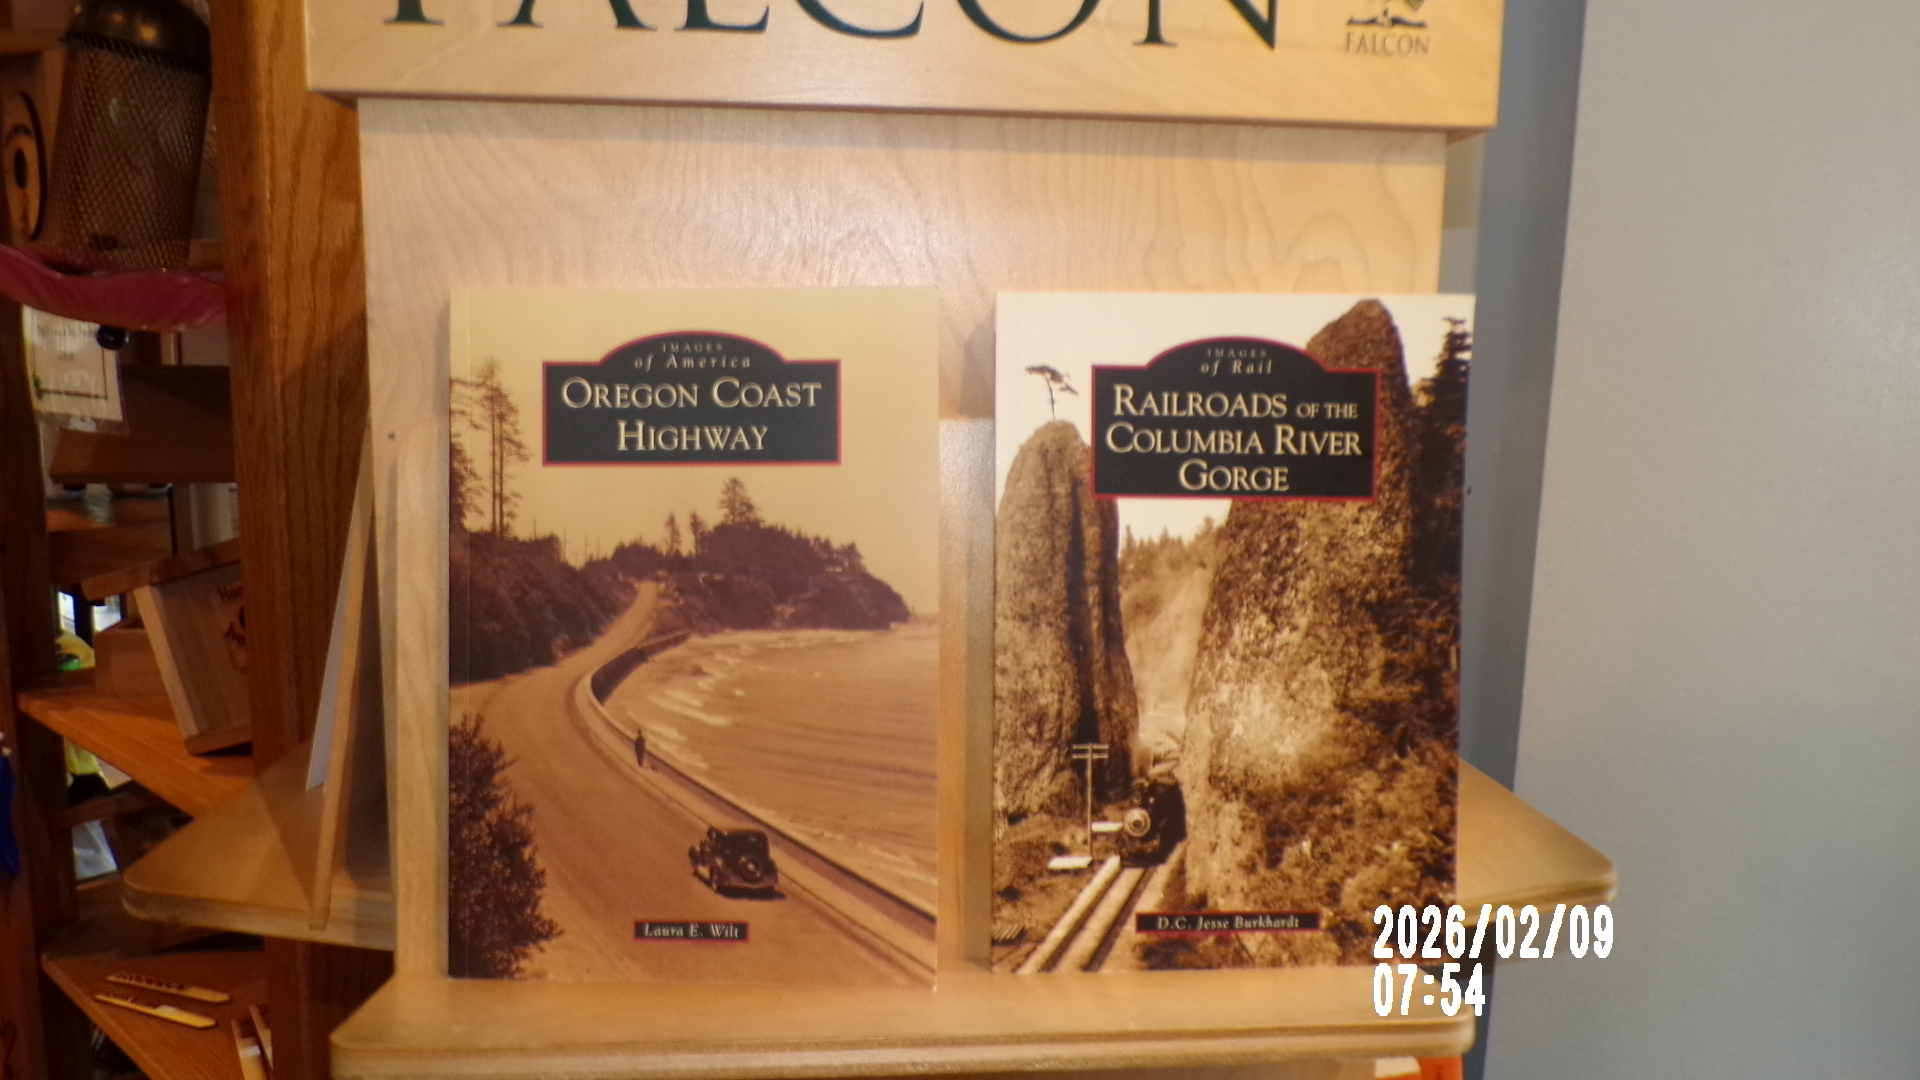 FALCON
FALCON
IMAGES
of America
OREGON COAST
HIGHWAY
Laura E. Wilt
IMAGES
of Rail
RAILROADS OF THE
COLUMBIA RIVER
GORGE
D.C. Jesse Burkhardt
2026/02/09
07:54